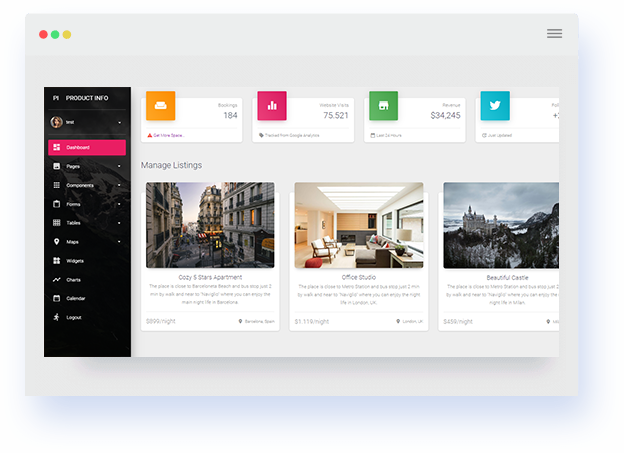 PI PRODUCT INFO
test
Dashboard
Pages
Components
Forms
Tables
Maps
Widgets
Charts
Calendar
Logout
Bookings
184
Get More Space...
Website Visits
75.521
Tracked from Google Analytics
Revenue
$34,245
Last 24 Hours
Just Updated
Manage Listings
Cozy 5 Stars Apartment
The place is close to Barceloneta Beach and bus stop just 2
min by walk and near to "Naviglio" where you can enjoy the
main night life in Barcelona.
$899/night
Barcelona, Spain
Office Studio
The place is close to Metro Station and bus stop just 2 min
by walk and near to "Naviglio" where you can enjoy the night
life in London, UK.
$1.119/night
London, UK
Beautiful Castle
The place is close to Metro Station and bus stop just 2
by walk and near to "Naviglio" where you can enjoy the
night life in Milan.
$459/night